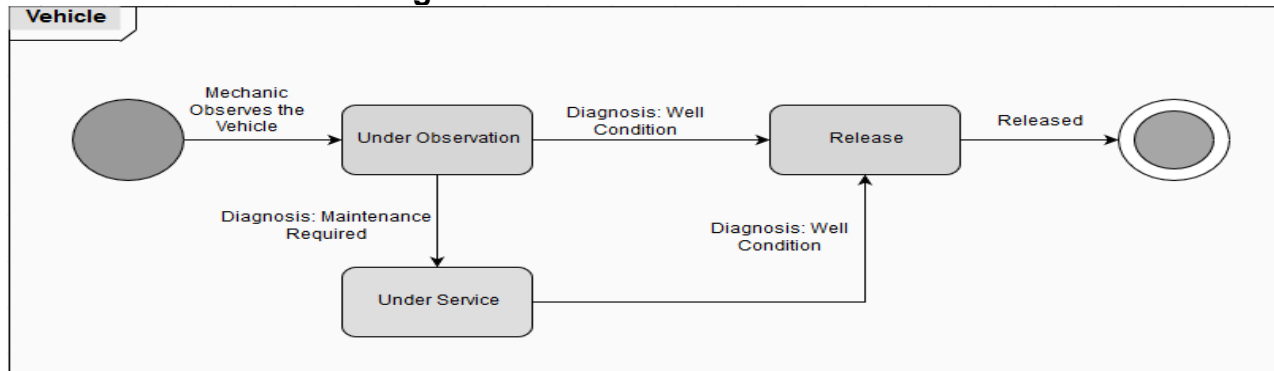 Vehicle
Mechanic
Observes the
Vehicle
Under Observation
Diagnosis: Well
Condition
Release
Released
Diagnosis: Maintenance
Required
Diagnosis: Well
Condition
Under Service